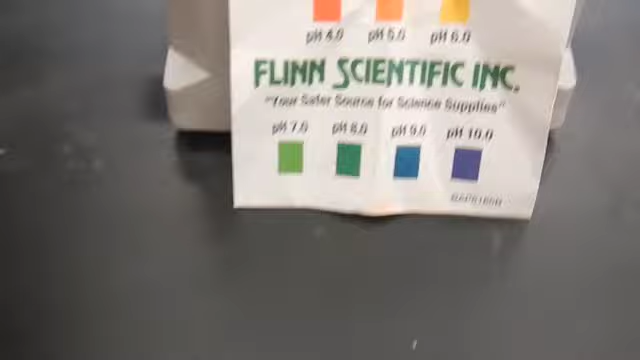 pH 4.0 pH 5.0 pH 6.0
FLINN SCIENTIFIC INC.
"Your Safer Source for Science Supplies"
pH 7.0 pH 8.0 pH 9.0 pH 10.0